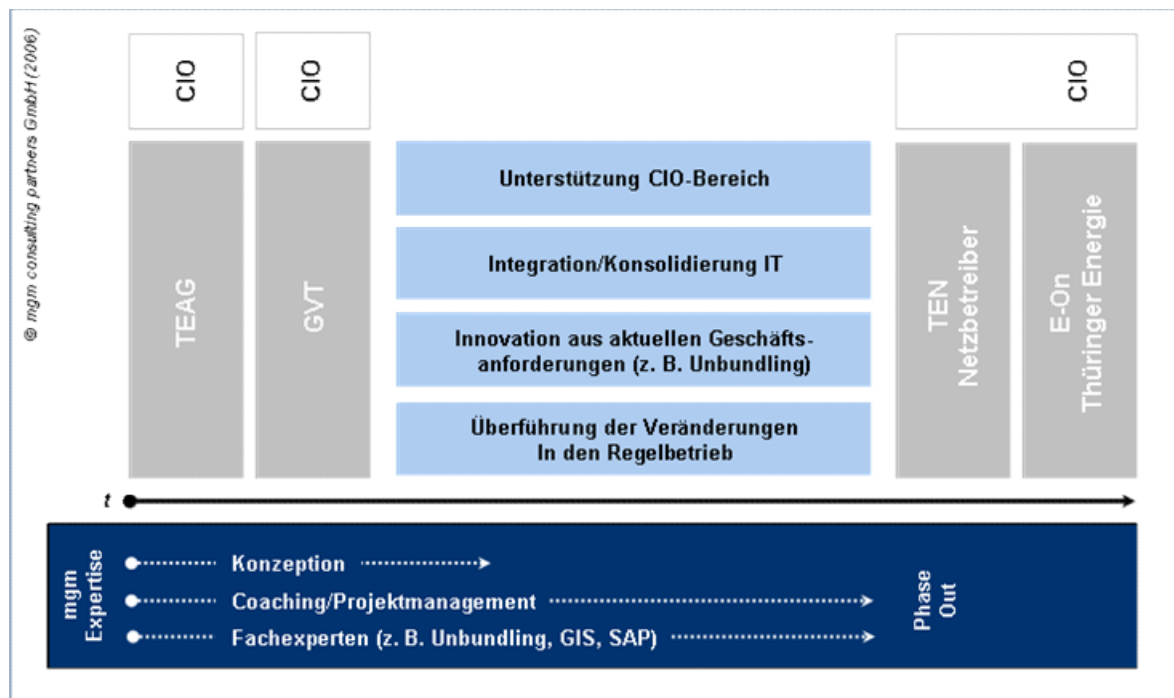 © mgm consulting partners GmbH (2006)
CIO
CIO
CIO
TEAG
GVT
Unterstützung CIO-Bereich
Integration/Konsolidierung IT
Innovation aus aktuellen Geschäfts-
anforderungen (z. B. Unbundling)
Überführung der Veränderungen
In den Regelbetrieb
TEN
Netzbetreiber
E-On
Thüringer Energie
t
mgm
Expertise
Konzeption
Coaching/Projektmanagement
Fachexperten (z. B. Unbundling, GIS, SAP)
Phase
Out